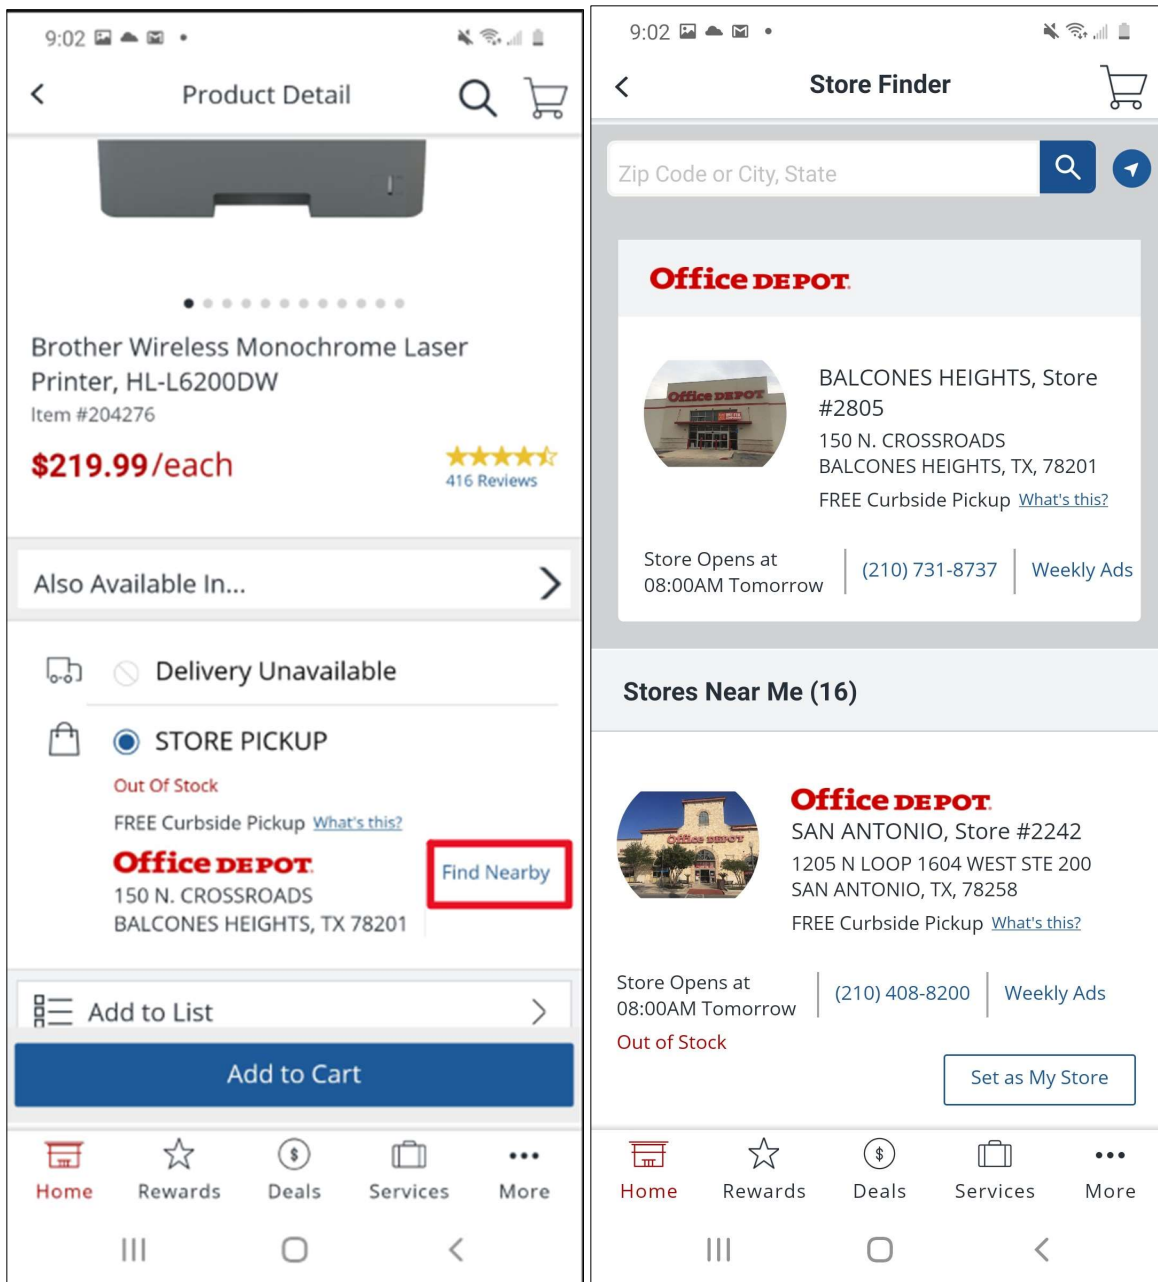 9:02
Product Detail
Brother Wireless Monochrome Laser
Printer, HL-L6200DW
Item #204276
$219.99/each
416 Reviews
Also Available In...
Delivery Unavailable
STORE PICKUP
Out Of Stock
FREE Curbside Pickup What's this?
Office DEPOT.
Find Nearby
150 N. CROSSROADS
BALCONES HEIGHTS, TX 78201
Add to List
Add to Cart
Home Rewards Deals Services More
9:02
Store Finder
Zip Code or City, State
Office DEPOT.
Office DEPOT
BALCONES HEIGHTS, Store
#2805
150 N. CROSSROADS
BALCONES HEIGHTS, TX, 78201
FREE Curbside Pickup What's this?
Store Opens at
08:00AM Tomorrow
(210) 731-8737
Weekly Ads
Stores Near Me (16)
Office DEPOT
Office DEPOT.
SAN ANTONIO, Store #2242
1205 N LOOP 1604 WEST STE 200
SAN ANTONIO, TX, 78258
FREE Curbside Pickup What's this?
Store Opens at
08:00AM Tomorrow
(210) 408-8200
Weekly Ads
Out of Stock
Set as My Store
Home Rewards Deals Services More